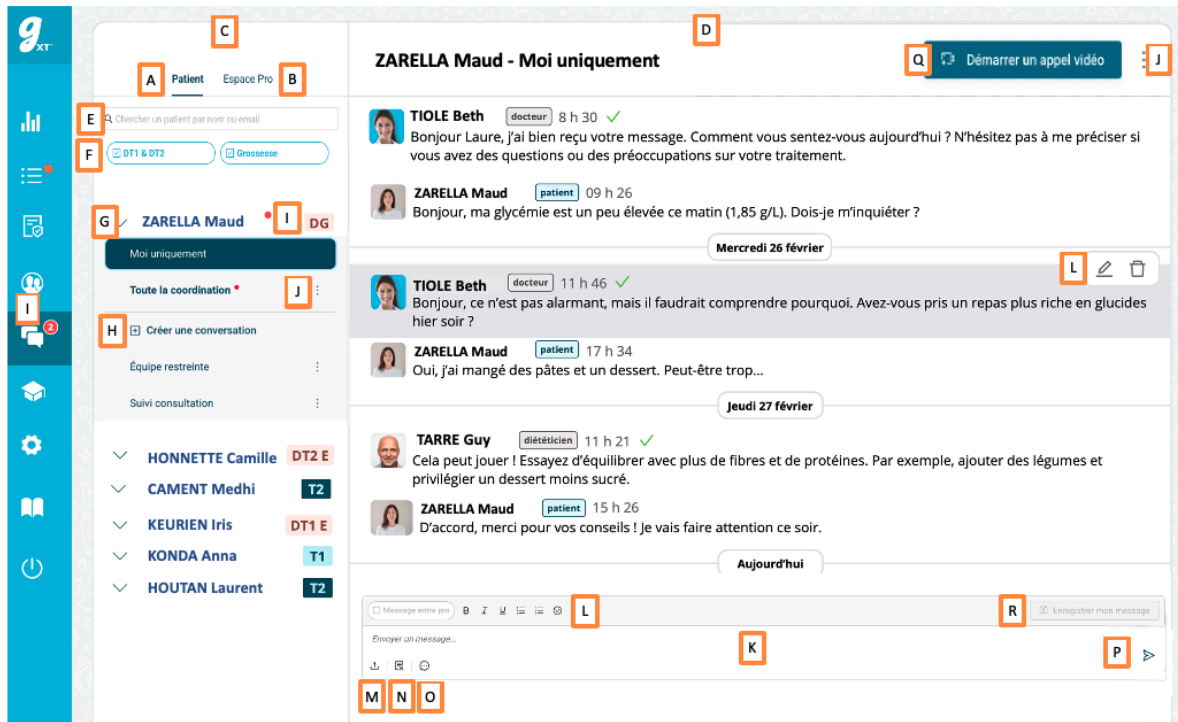 g
XT
C
D
ZARELLA Maud - Moi uniquement
Q
Démarrer un appel vidéo
J
A
Patient
Espace Pro
B
E
Chercher un patient par nom ou email
F
DT1 & DT2
Grossesse
G
ZARELLA Maud
I
DG
Moi uniquement
Toute la coordination
J
H
Créer une conversation
Équipe restreinte
Suivi consultation
I
2
HONNETTE Camille DT2 E
CAMENT Medhi T2
KEURIEN Iris DT1 E
KONDA Anna T1
HOUTAN Laurent T2
TIOLE Beth docteur 8 h 30
Bonjour Laure, j'ai bien reçu votre message. Comment vous sentez-vous aujourd'hui ? N'hésitez pas à me préciser si
vous avez des questions ou des préoccupations sur votre traitement.
ZARELLA Maud patient 09 h 26
Bonjour, ma glycémie est un peu élevée ce matin (1,85 g/L). Dois-je m'inquiéter ?
Mercredi 26 février
L
TIOLE Beth docteur 11 h 46
Bonjour, ce n'est pas alarmant, mais il faudrait comprendre pourquoi. Avez-vous pris un repas plus riche en glucides
hier soir ?
ZARELLA Maud patient 17 h 34
Oui, j'ai mangé des pâtes et un dessert. Peut-être trop...
Jeudi 27 février
TARRE Guy diététicien 11 h 21
Cela peut jouer ! Essayez d'équilibrer avec plus de fibres et de protéines. Par exemple, ajouter des légumes et
privilégier un dessert moins sucré.
ZARELLA Maud patient 15 h 26
D'accord, merci pour vos conseils ! Je vais faire attention ce soir.
Aujourd'hui
Message entre pro B I U L
R
Enregistrer mon message
Envoyer un message...
K
P
M N O